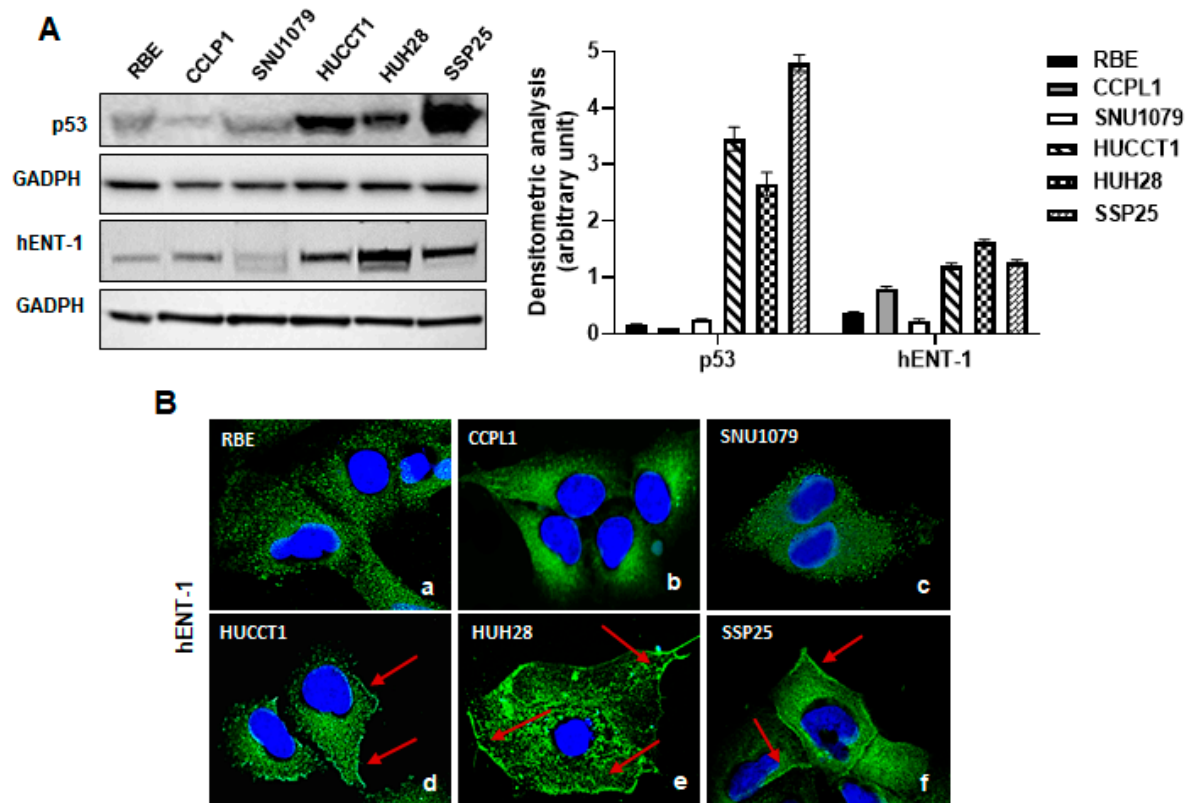 A
RBE
CCLP1
SNU1079
HUCCT1
HUH28
SSP25
p53
GADPH
hENT-1
GADPH
Densitometric analysis
(arbitrary unit)
5
4
3
2
1
0
p53
hENT-1
RBE
CCPL1
SNU1079
HUCCT1
HUH28
SSP25
B
hENT-1
RBE
a
CCPL1
b
SNU1079
c
HUCCT1
d
HUH28
e
SSP25
f